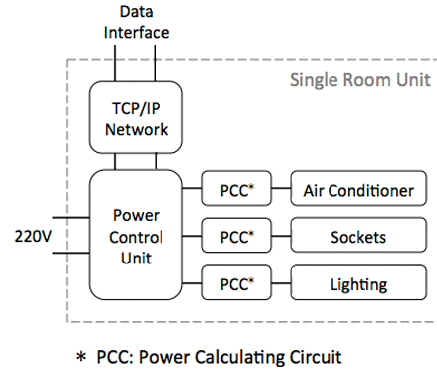 Data
Interface
Single Room Unit
TCP/IP
Network
PCC*
Air Conditioner
Power
Control
Unit
220V
PCC*
Sockets
PCC*
Lighting
* PCC: Power Calculating Circuit